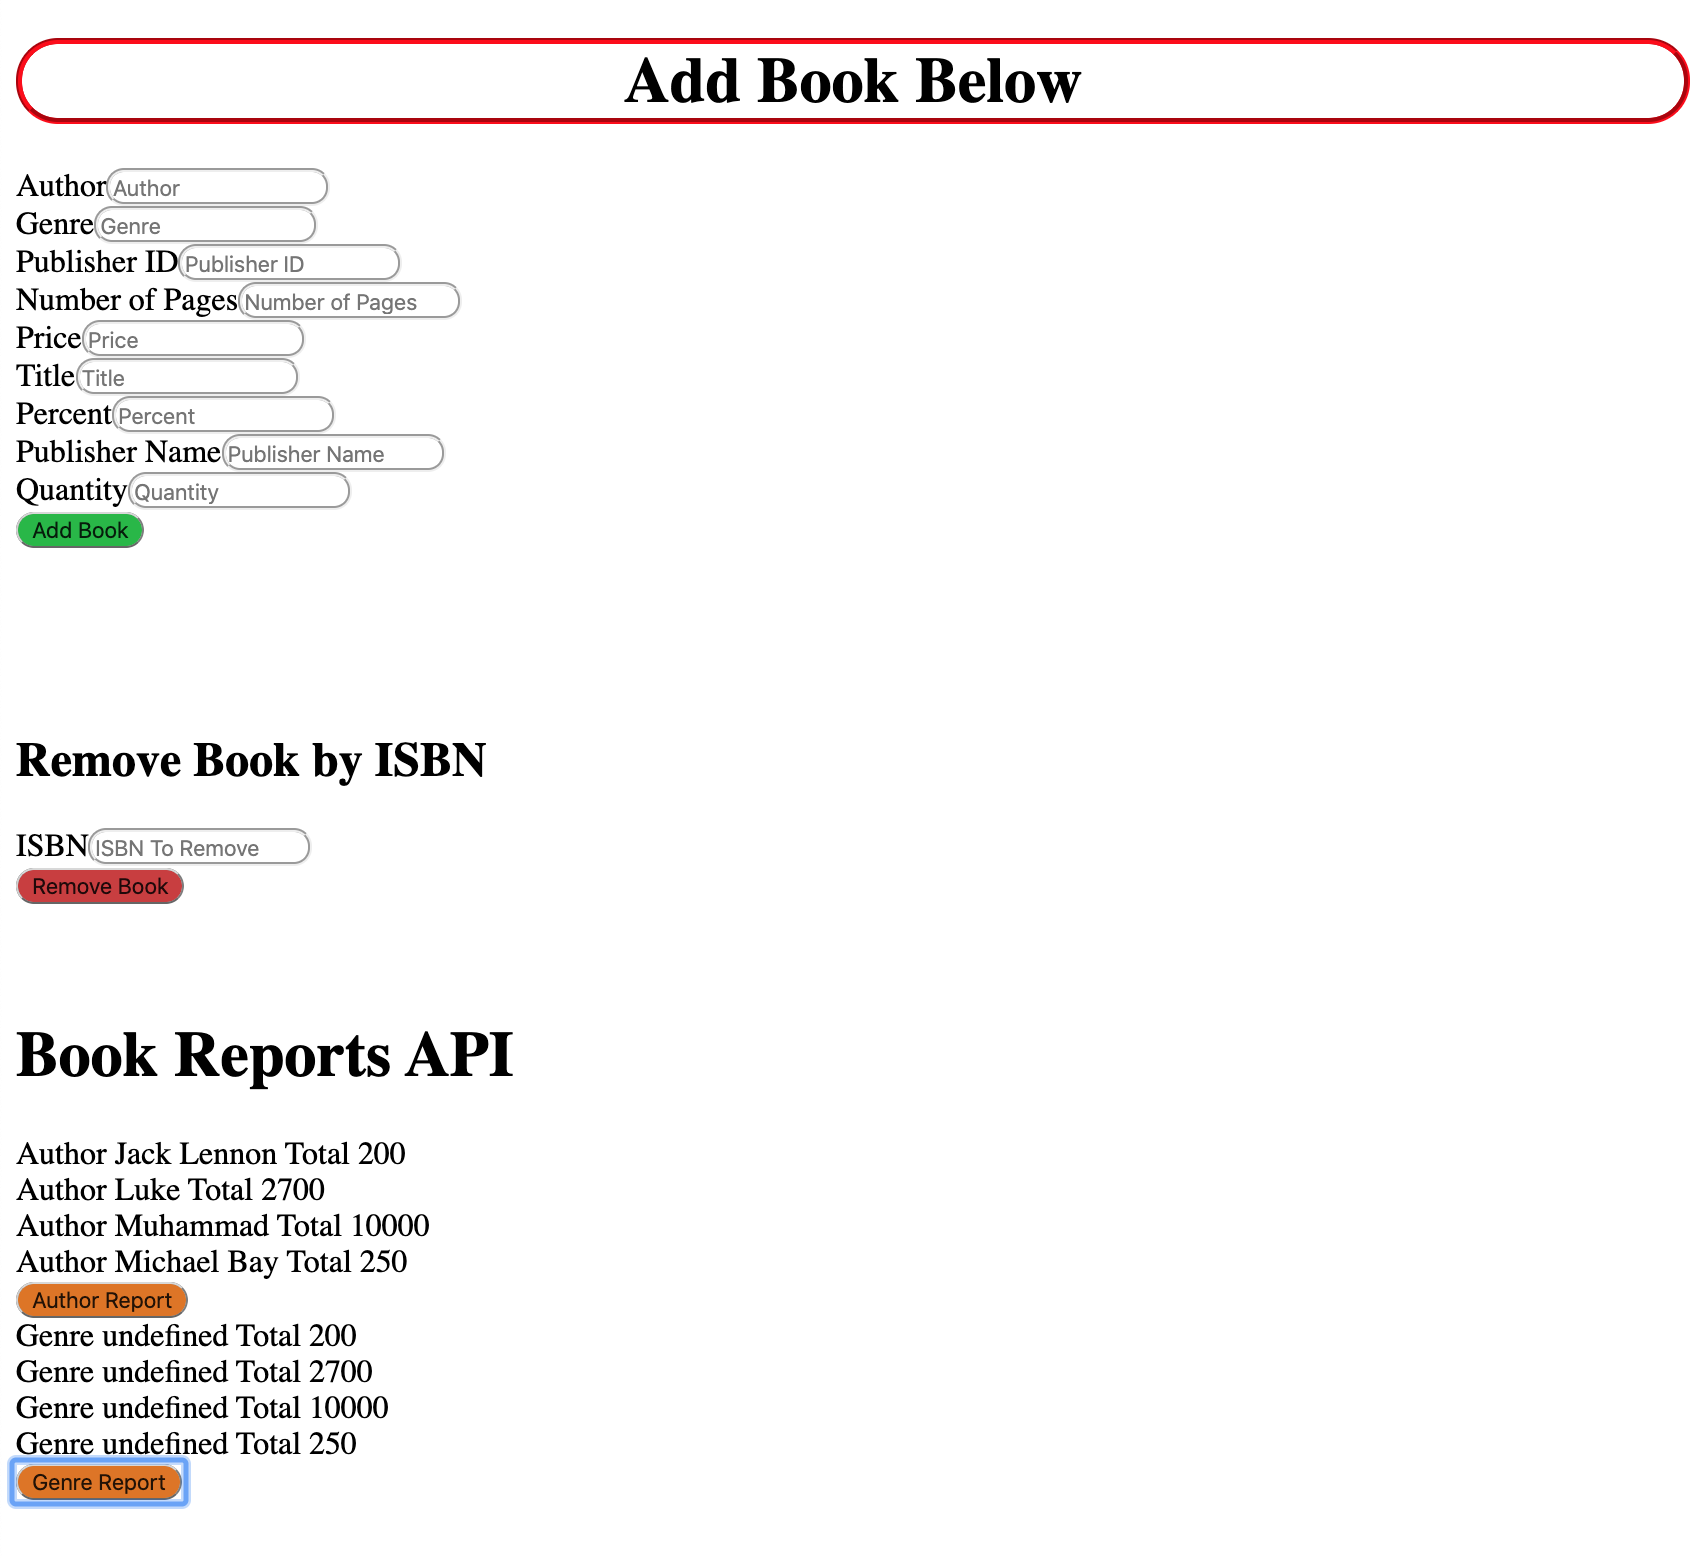 Add Book Below
Author Author
Genre Genre
Publisher ID Publisher ID
Number of Pages Number of Pages
Price Price
Title Title
Percent Percent
Publisher Name Publisher Name
Quantity Quantity
Add Book
Remove Book by ISBN
ISBN ISBN To Remove
Remove Book
Book Reports API
Author Jack Lennon Total 200
Author Luke Total 2700
Author Muhammad Total 10000
Author Michael Bay Total 250
Author Report
Genre undefined Total 200
Genre undefined Total 2700
Genre undefined Total 10000
Genre undefined Total 250
Genre Report